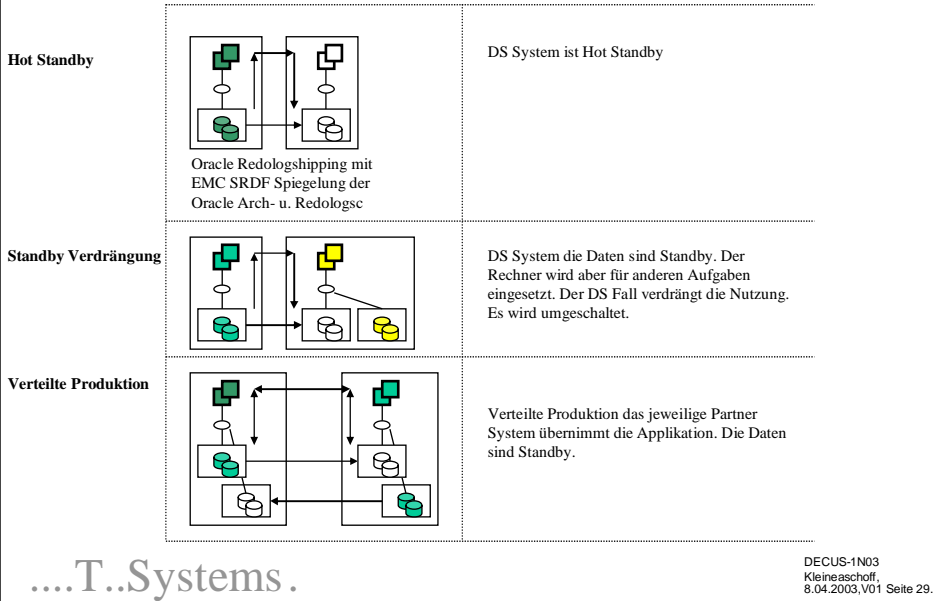 Hot Standby
DS System ist Hot Standby
Oracle Redologshipping mit
EMC SRDF Spiegelung der
Oracle Arch- u. Redologsc
Standby Verdrängung
DS System die Daten sind Standby. Der
Rechner wird aber für anderen Aufgaben
eingesetzt. Der DS Fall verdrängt die Nutzung.
Es wird umgeschaltet.
Verteilte Produktion
Verteilte Produktion das jeweilige Partner
System übernimmt die Applikation. Die Daten
sind Standby.
....T..Systems.
DECUS-1N03
Kleineaschoff,
8.04.2003,V01 Seite 29.